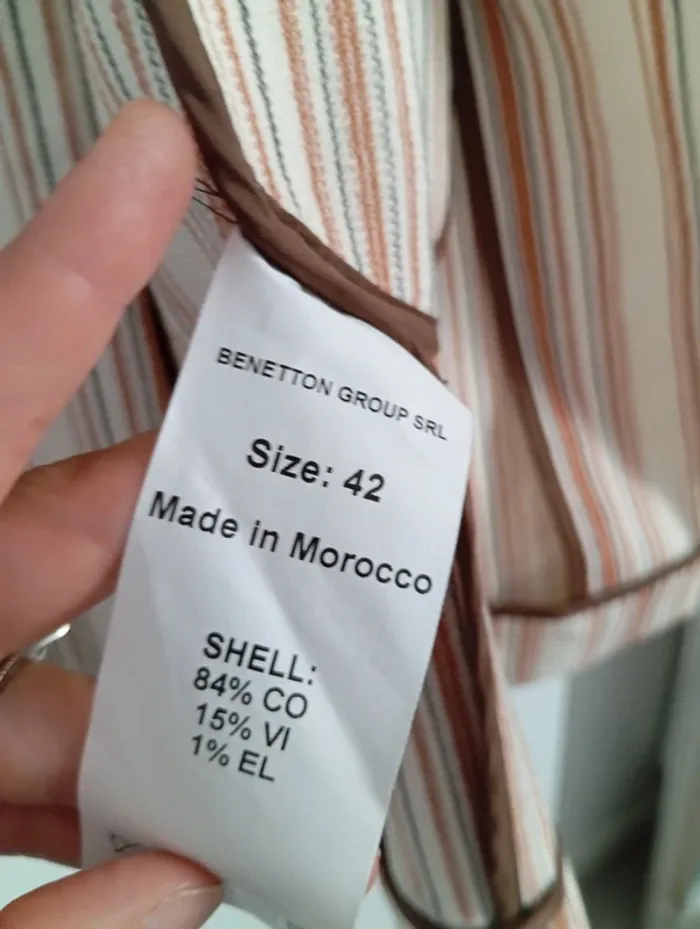 BENETTON GROUP SRL
Size: 42
Made in Morocco
SHELL:
84% CO
15% VI
1% EL